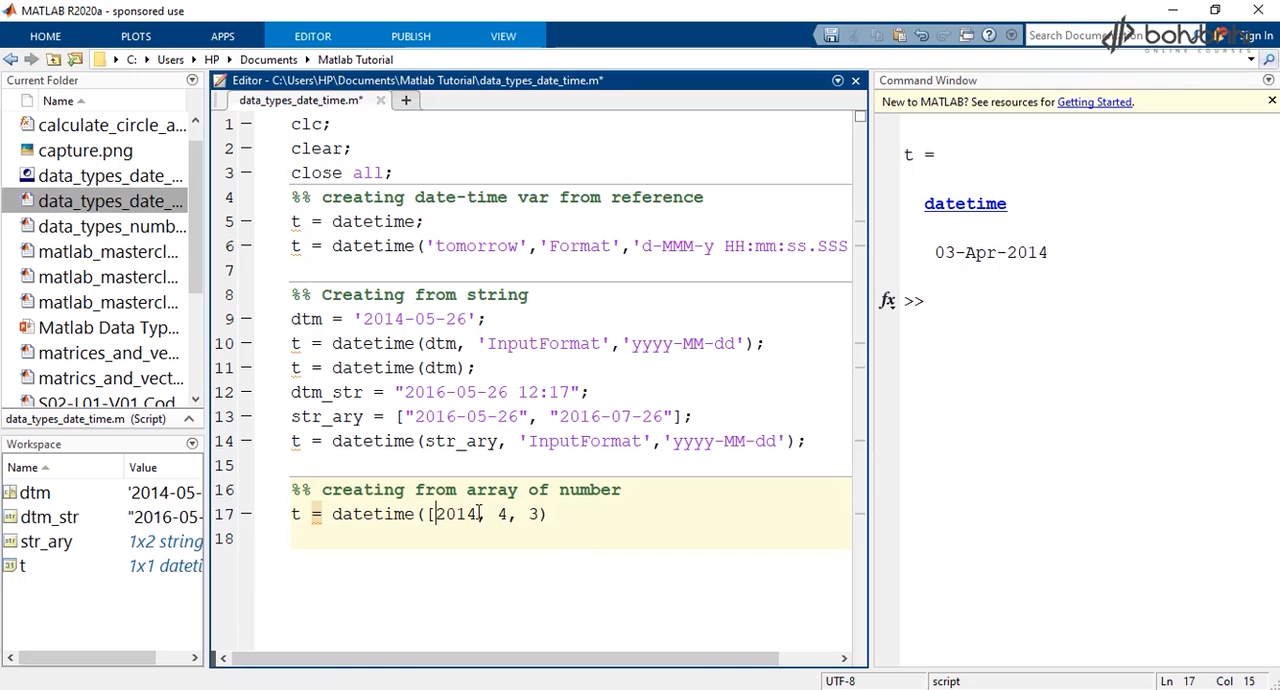 MATLAB R2020a - sponsored use
HOME PLOTS APPS EDITOR PUBLISH VIEW
Search Documentation
Sign In
ONLINE COURSES
C: Users HP Documents Matlab Tutorial
Current Folder
Name
calculate_circle_a...
capture.png
data_types_date_...
data_types_date_...
data_types_numb...
matlab_mastercl...
matlab_mastercl...
matlab_mastercl...
Matlab Data Typ...
matrices_and_ve...
matrics_and_vect...
S02-L01-V01 Cod
data_types_date_time.m (Script)
Workspace
Name Value
dtm '2014-05-
dtm_str "2016-05-
str_ary 1x2 string
t 1x1 dateti
Editor - C:\Users\HP\Documents\Matlab Tutorial\data_types_date_time.m*
data_types_date_time.m*
1 clc;
2 clear;
3 close all;
4 %% creating date-time var from reference
5 t = datetime;
6 t = datetime('tomorrow','Format','d-MMM-y HH:mm:ss.SSS
7
8 %% Creating from string
9 dtm = '2014-05-26';
10 t = datetime(dtm, 'InputFormat','yyyy-MM-dd');
11 t = datetime(dtm);
12 dtm_str = "2016-05-26 12:17";
13 str_ary = ["2016-05-26", "2016-07-26"];
14 t = datetime(str_ary, 'InputFormat','yyyy-MM-dd');
15
16 %% creating from array of number
17 t = datetime([2014, 4, 3)
18
Command Window
New to MATLAB? See resources for Getting Started.
t =
datetime
03-Apr-2014
fx >>
UTF-8 script Ln 17 Col 15